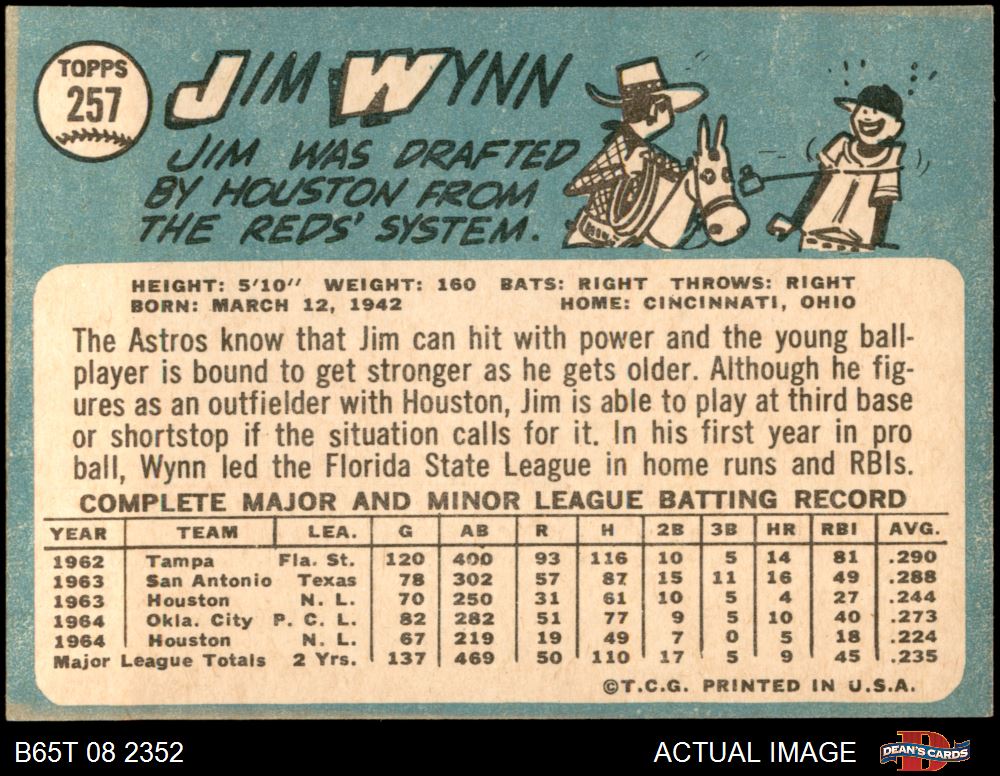 TOPPS
257
JIM WYNN
JIM WAS DRAFTED
BY HOUSTON FROM
THE REDS' SYSTEM.
HEIGHT: 5'10" WEIGHT: 160 BATS: RIGHT THROWS: RIGHT
BORN: MARCH 12, 1942 HOME: CINCINNATI, OHIO
The Astros know that Jim can hit with power and the young ball-
player is bound to get stronger as he gets older. Although he fig-
ures as an outfielder with Houston, Jim is able to play at third base
or shortstop if the situation calls for it. In his first year in pro
ball, Wynn led the Florida State League in home runs and RBIs.
COMPLETE MAJOR AND MINOR LEAGUE BATTING RECORD
YEAR TEAM LEA. G AB R H 2B 3B HR RBI AVG.
1962 Tampa Fla. St. 120 400 93 116 10 5 14 81 .290
1963 San Antonio Texas 78 302 57 87 15 11 16 49 .288
1963 Houston N. L. 70 250 31 61 10 5 4 27 .244
1964 Okla. City P. C. L. 82 282 51 77 9 5 10 40 .273
1964 Houston N. L. 67 219 19 49 7 0 5 18 .224
Major League Totals 2 Yrs. 137 469 50 110 17 5 9 45 .235
©T.C.G. PRINTED IN U.S.A.
B65T 08 2352 ACTUAL IMAGE DEAN'S CARDS